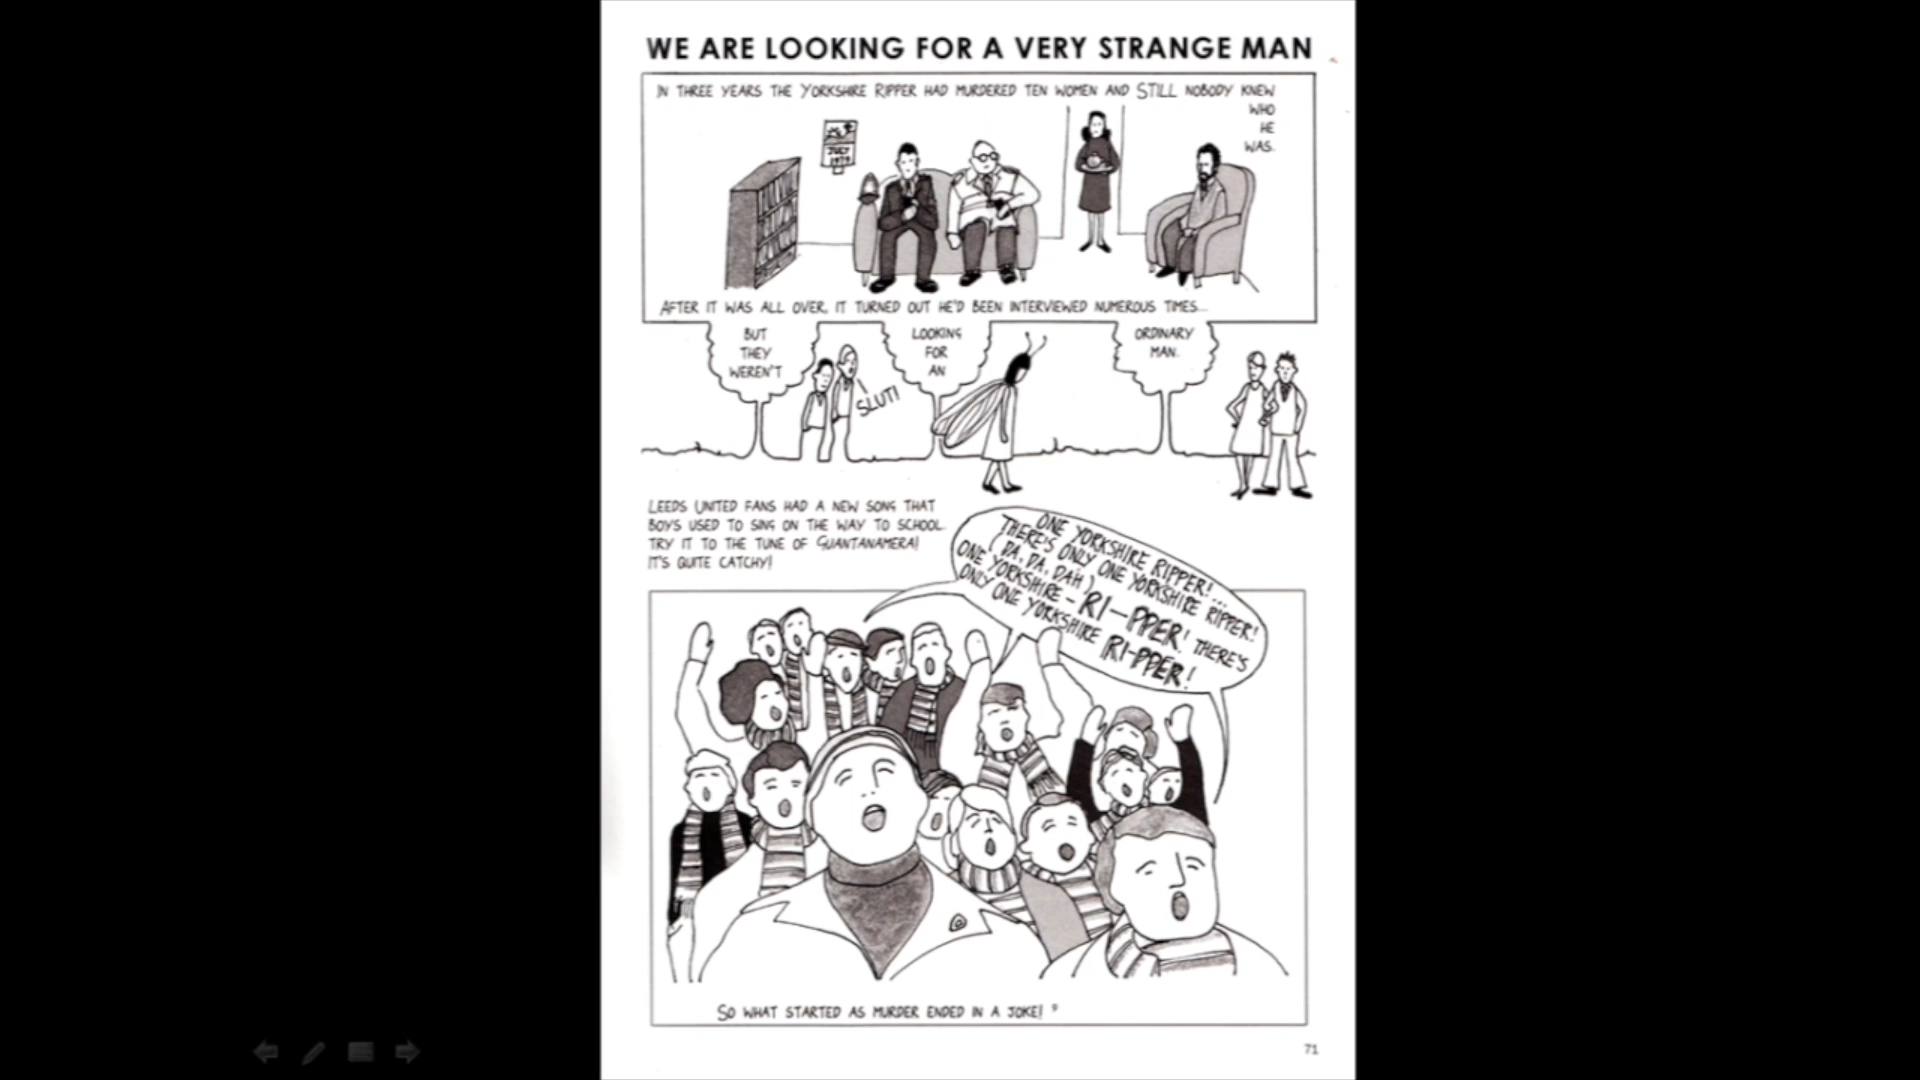 WE ARE LOOKING FOR A VERY STRANGE MAN
IN THREE YEARS THE YORKSHIRE RIPPER HAD MURDERED TEN WOMEN AND STILL NOBODY KNEW
WHO
HE
WAS.
JULY
1979
AFTER IT WAS ALL OVER, IT TURNED OUT HE'D BEEN INTERVIEWED NUMEROUS TIMES...
BUT
THEY
WEREN'T
LOOKING
FOR
AN
ORDINARY
MAN.
SLUT!
LEEDS UNITED FANS HAD A NEW SONG THAT
BOYS USED TO SING ON THE WAY TO SCHOOL.
TRY IT TO THE TUNE OF GUANTANAMERA!
IT'S QUITE CATCHY!
ONE YORKSHIRE RIPPER!...
THERE'S ONLY ONE YORKSHIRE RIPPER!
(DA, DA, DAH)
ONE YORKSHIRE - RI-PPER! THERE'S
ONLY ONE YORKSHIRE RI-PPER!
SO WHAT STARTED AS MURDER ENDED IN A JOKE! 9
71